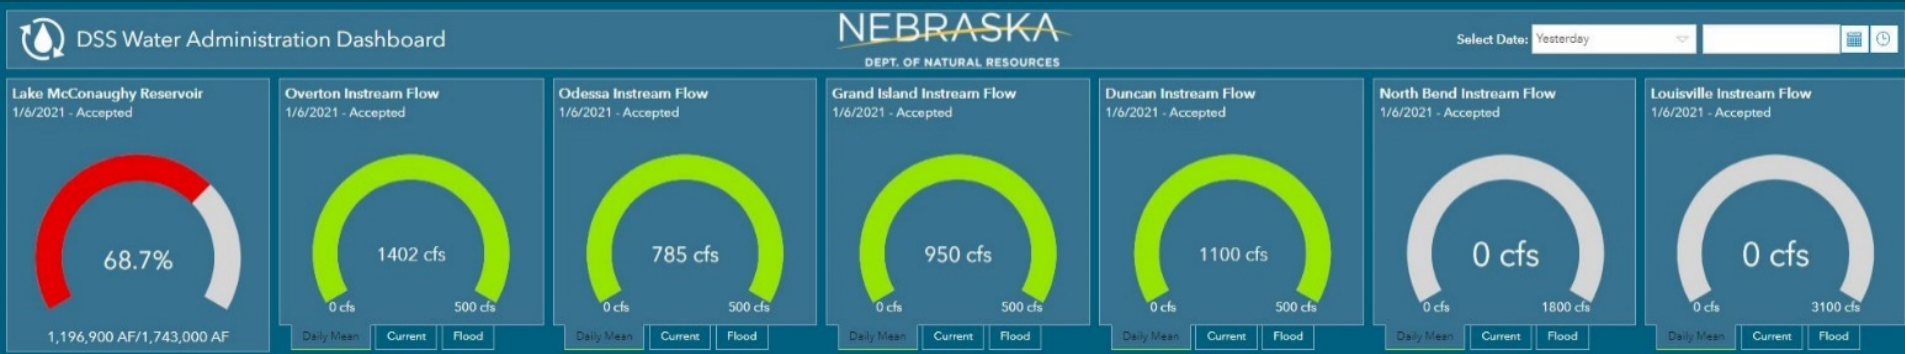 DSS Water Administration Dashboard
NEBRASKA
DEPT. OF NATURAL RESOURCES
Select Date: Yesterday
Lake McConaughy Reservoir
1/6/2021 - Accepted
68.7%
1,196,900 AF/1,743,000 AF
Overton Instream Flow
1/6/2021 - Accepted
1402 cfs
0 cfs 500 cfs
Daily Mean Current Flood
Odessa Instream Flow
1/6/2021 - Accepted
785 cfs
0 cfs 500 cfs
Daily Mean Current Flood
Grand Island Instream Flow
1/6/2021 - Accepted
950 cfs
0 cfs 500 cfs
Daily Mean Current Flood
Duncan Instream Flow
1/6/2021 - Accepted
1100 cfs
0 cfs 500 cfs
Daily Mean Current Flood
North Bend Instream Flow
1/6/2021 - Accepted
0 cfs
0 cfs 1800 cfs
Daily Mean Current Flood
Louisville Instream Flow
1/6/2021 - Accepted
0 cfs
0 cfs 3100 cfs
Daily Mean Current Flood